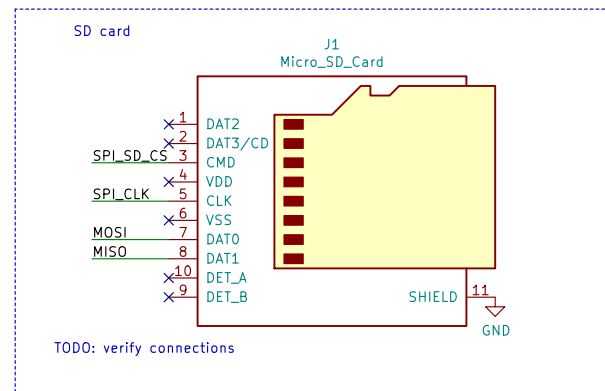 SD card
J1
Micro_SD_Card
1 DAT2
2 DAT3/CD
SPI_SD_CS 3 CMD
4 VDD
SPI_CLK 5 CLK
6 VSS
MOSI 7 DAT0
MISO 8 DAT1
10 DET_A
9 DET_B SHIELD 11
GND
TODO: verify connections